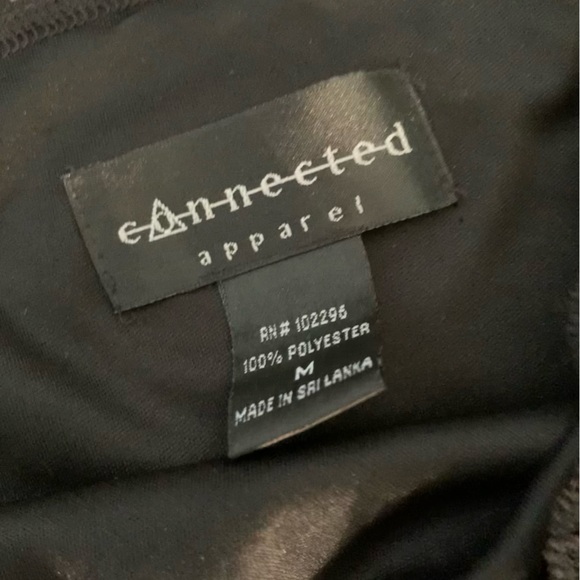 connected
apparel
RN# 102296
100% POLYESTER
M
MADE IN SRI LANKA